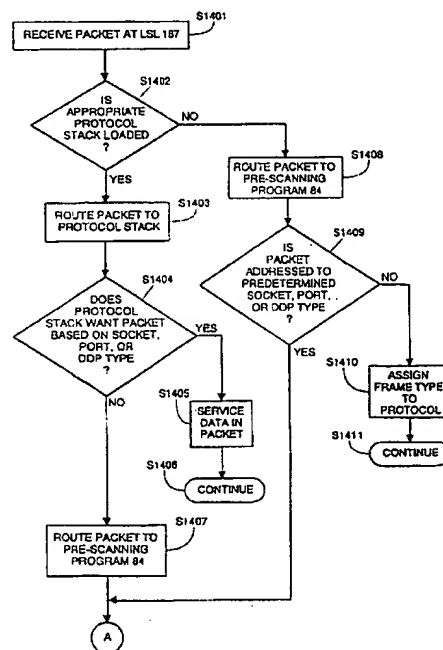 S1401
RECEIVE PACKET AT LSL 187
S1402
IS
APPROPRIATE
PROTOCOL
STACK LOADED
?
NO
YES
S1403
ROUTE PACKET TO
PROTOCOL STACK
S1408
ROUTE PACKET TO
PRE-SCANNING
PROGRAM 84
S1404
DOES
PROTOCOL
STACK WANT PACKET
BASED ON SOCKET,
PORT, OR
DDP TYPE
?
YES
NO
S1409
IS
PACKET
ADDRESSED TO
PREDETERMINED
SOCKET, PORT, .
OR DDP TYPE
?
NO
YES
S1405
SERVICE
DATA IN
PACKET
S1406
CONTINUE
S1410
ASSIGN
FRAME TYPE
TO
PROTOCOL
S1411
CONTINUE
S1407
ROUTE PACKET TO
PRE-SCANNING
PROGRAM 84
A